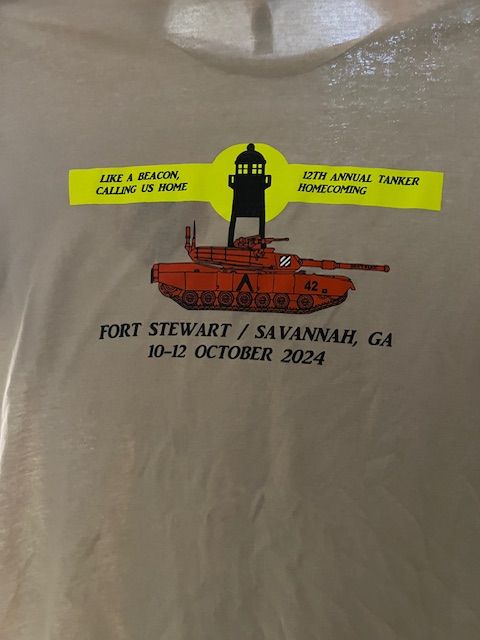 LIKE A BEACON,
CALLING US HOME
12TH ANNUAL TANKER
HOMECOMING
42
FORT STEWART / SAVANNAH, GA
10-12 OCTOBER 2024